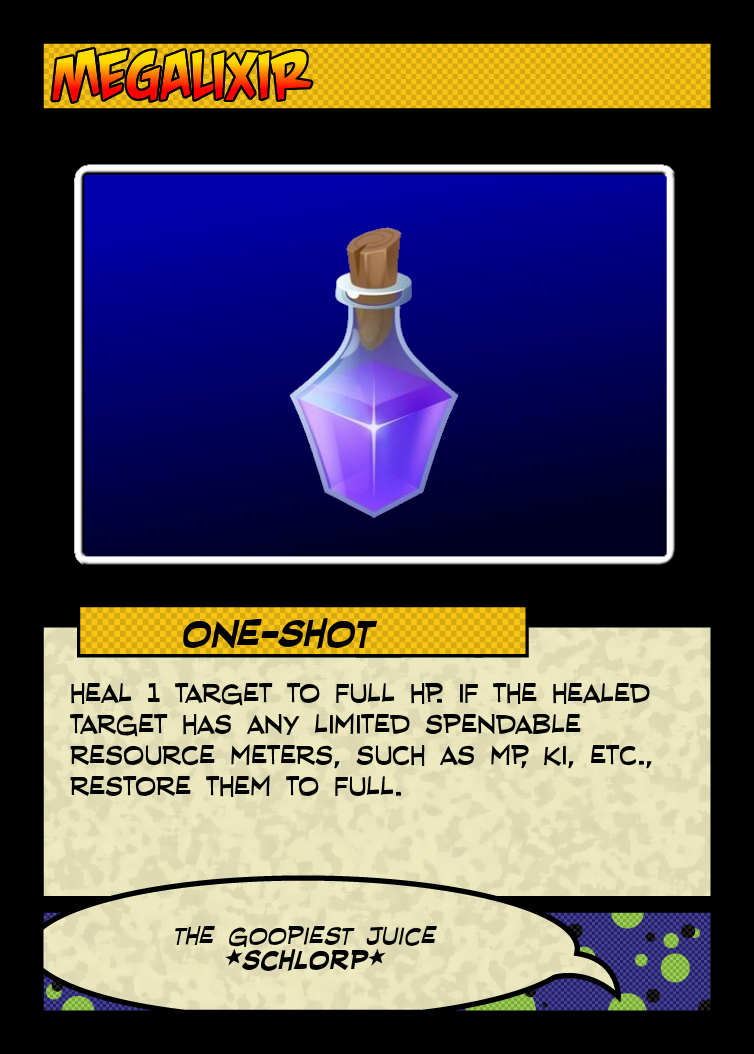 MEGALIXIR
ONE-SHOT
HEAL 1 TARGET TO FULL HP. IF THE HEALED
TARGET HAS ANY LIMITED SPENDABLE
RESOURCE METERS, SUCH AS MP, KI, ETC.,
RESTORE THEM TO FULL.
THE GOOPIEST JUICE
★SCHLORP★